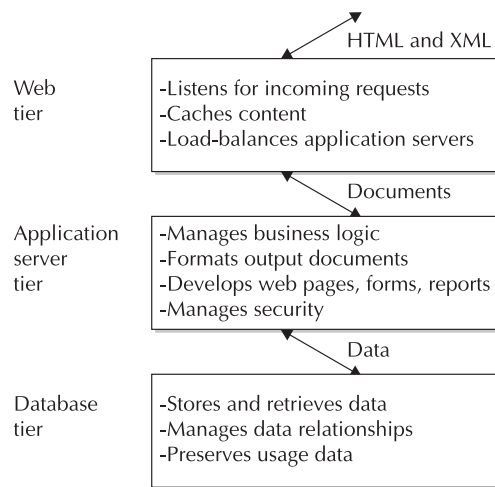 HTML and XML
Web
tier
-Listens for incoming requests
-Caches content
-Load-balances application servers
Documents
Application
server
tier
-Manages business logic
-Formats output documents
-Develops web pages, forms, reports
-Manages security
Data
Database
tier
-Stores and retrieves data
-Manages data relationships
-Preserves usage data